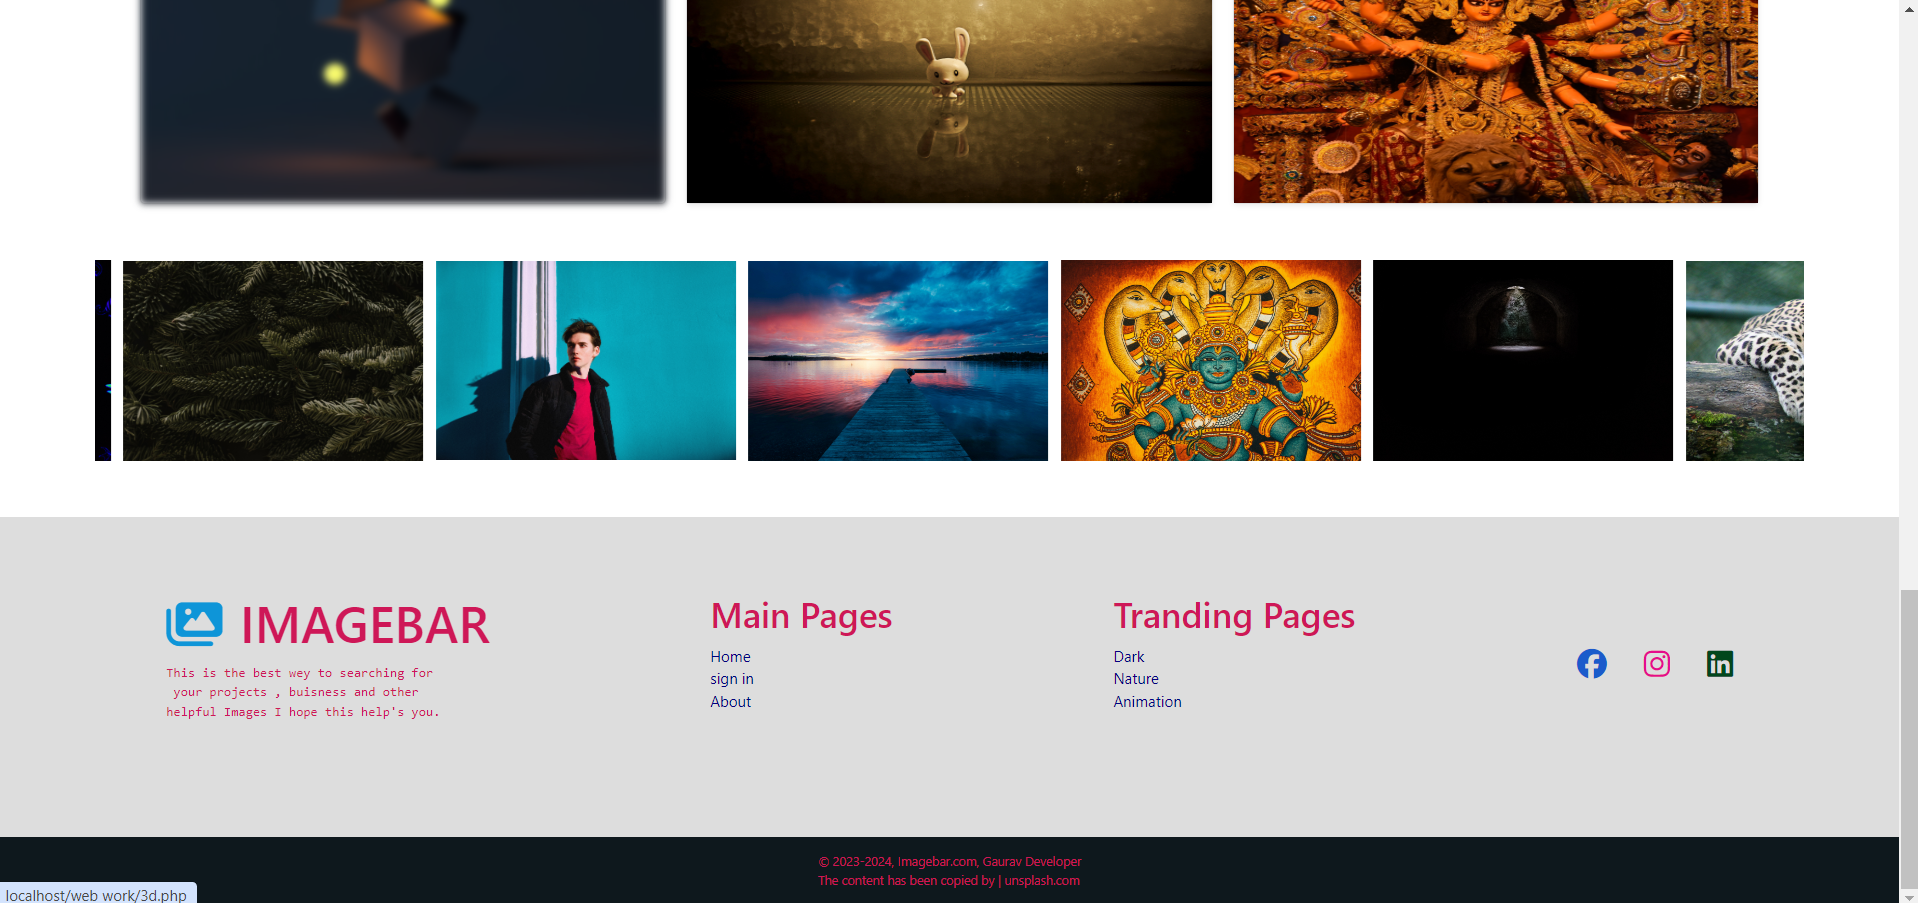 IMAGEBAR
This is the best wey to searching for
your projects , buisness and other
helpful Images I hope this help's you.
Main Pages
Home
sign in
About
Tranding Pages
Dark
Nature
Animation
© 2023-2024, Imagebar.com, Gaurav Developer
The content has been copied by | unsplash.com
localhost/web work/3d.php